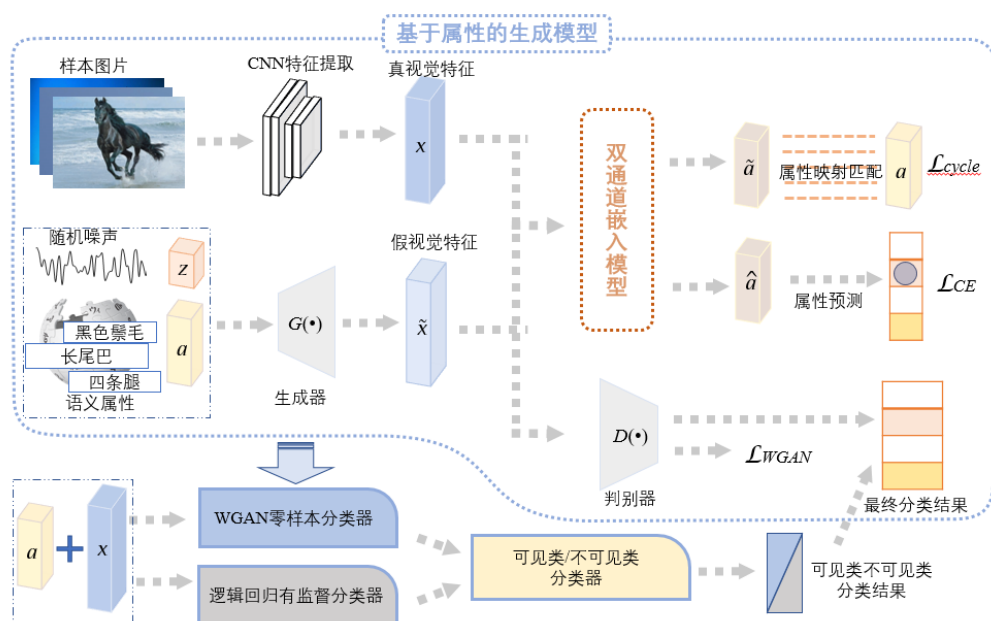 基于属性的生成模型
样本图片
CNN特征提取
真视觉特征
x
双通道嵌入模型
ã
属性映射匹配
a
ℒcycle
随机噪声
z
假视觉特征
â
属性预测
ℒCE
黑色鬃毛
长尾巴
四条腿
语义属性
a
G(•)
生成器
x̃
D(•)
判别器
ℒWGAN
最终分类结果
a
x
WGAN零样本分类器
逻辑回归有监督分类器
可见类/不可见类
分类器
可见类不可见类
分类结果